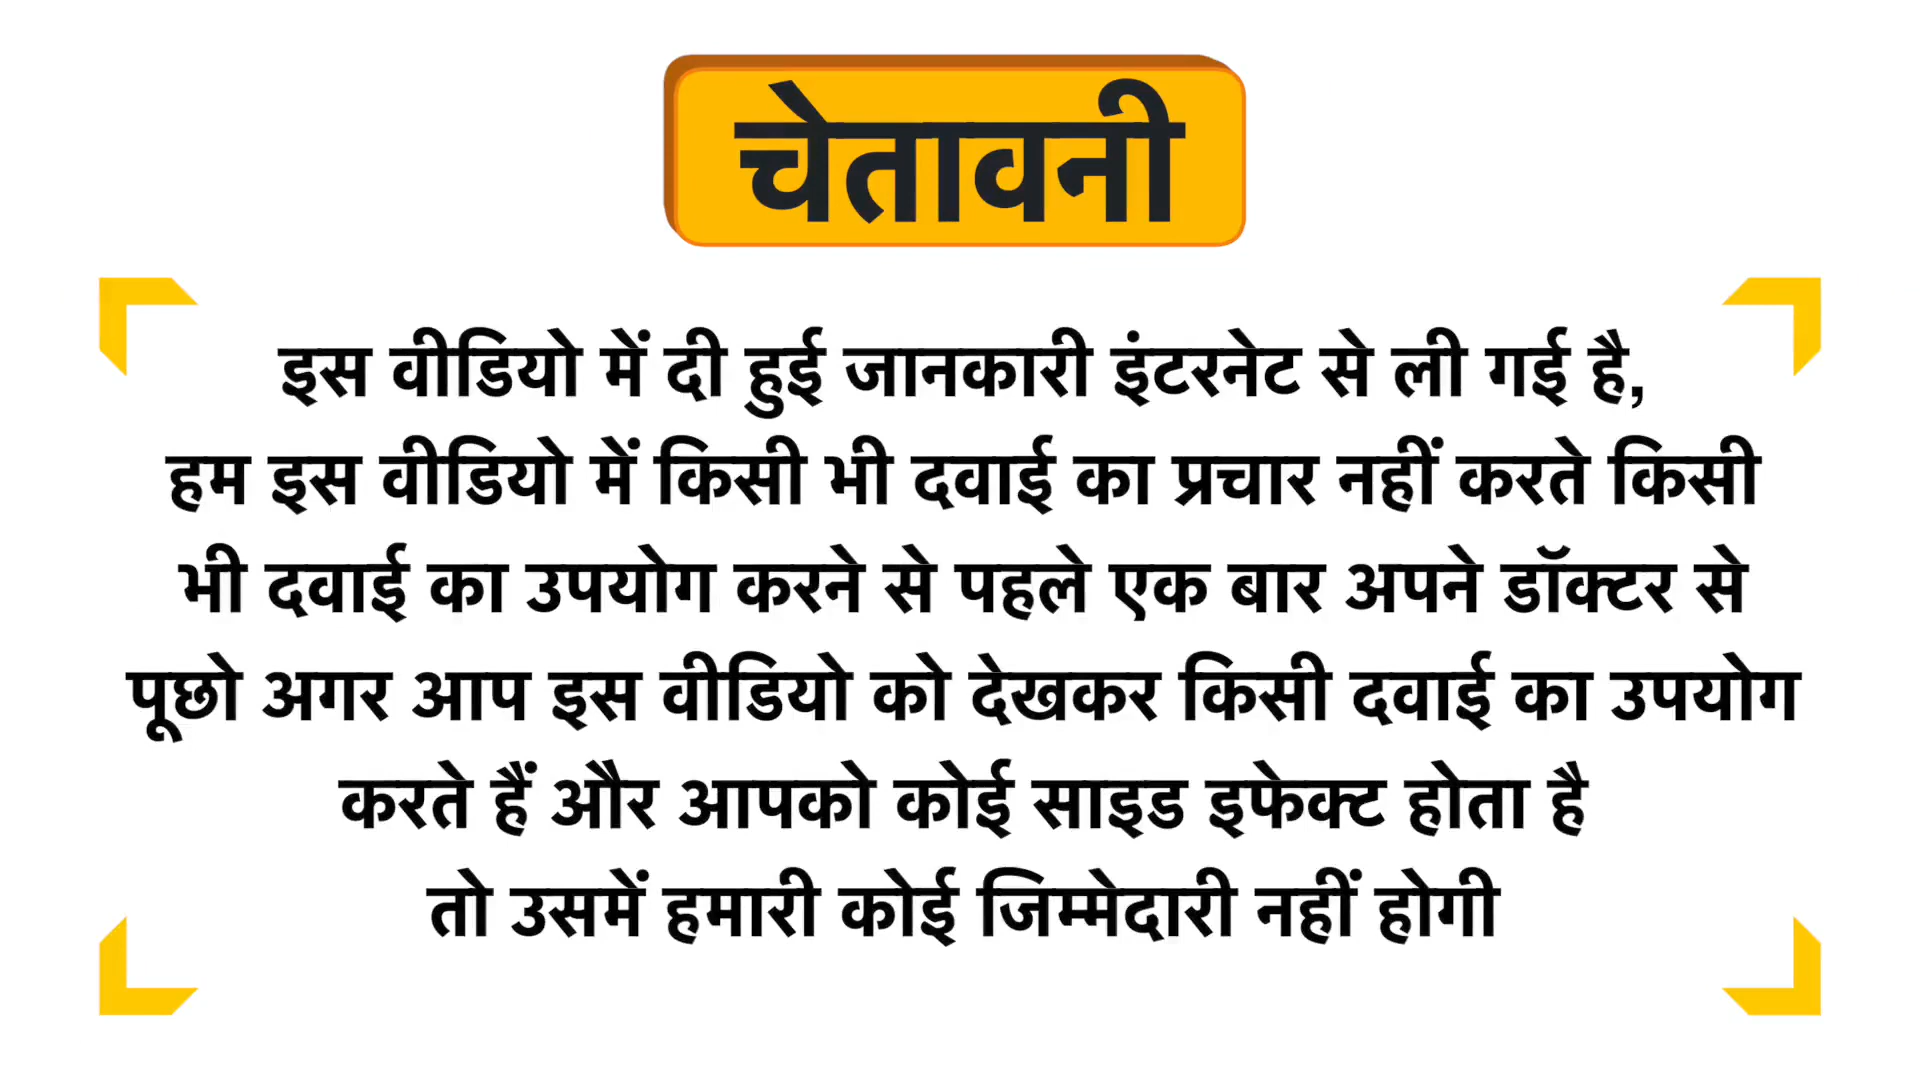 चेतावनी
इस वीडियो में दी हुई जानकारी इंटरनेट से ली गई है,
हम इस वीडियो में किसी भी दवाई का प्रचार नहीं करते किसी
भी दवाई का उपयोग करने से पहले एक बार अपने डॉक्टर से
पूछो अगर आप इस वीडियो को देखकर किसी दवाई का उपयोग
करते हैं और आपको कोई साइड इफेक्ट होता है
तो उसमें हमारी कोई जिम्मेदारी नहीं होगी